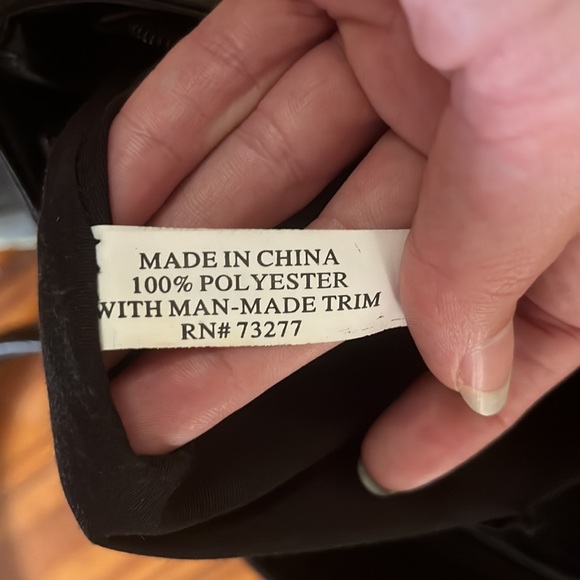 MADE IN CHINA
100% POLYESTER
WITH MAN-MADE TRIM
RN# 73277